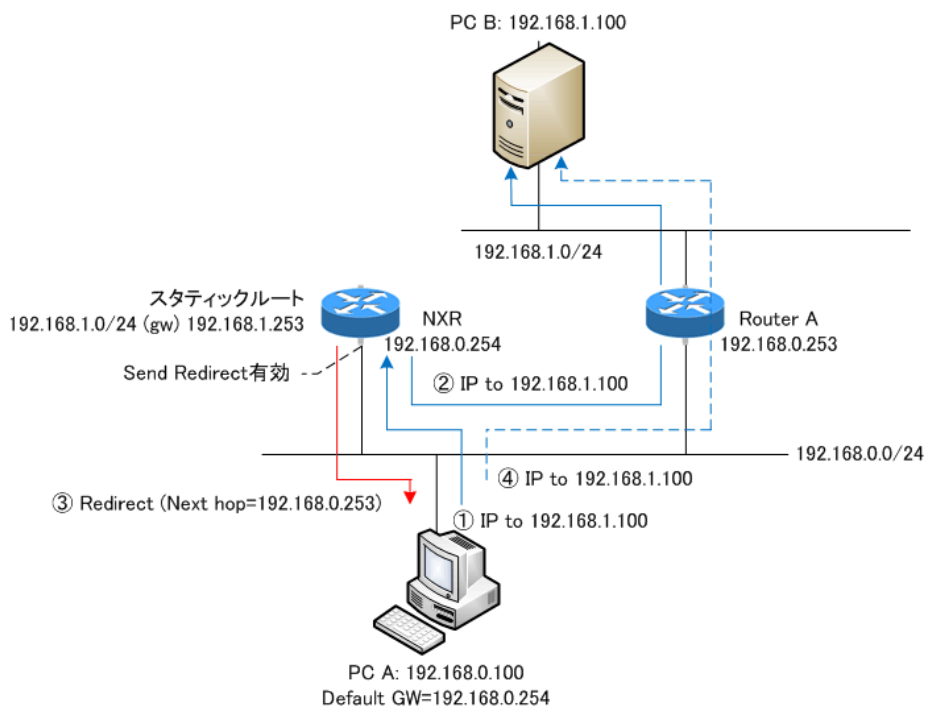 PC B: 192.168.1.100
192.168.1.0/24
スタティックルート
192.168.1.0/24 (gw) 192.168.1.253
NXR
192.168.0.254
Router A
192.168.0.253
Send Redirect有効
② IP to 192.168.1.100
192.168.0.0/24
④ IP to 192.168.1.100
③ Redirect (Next hop=192.168.0.253)
① IP to 192.168.1.100
PC A: 192.168.0.100
Default GW=192.168.0.254